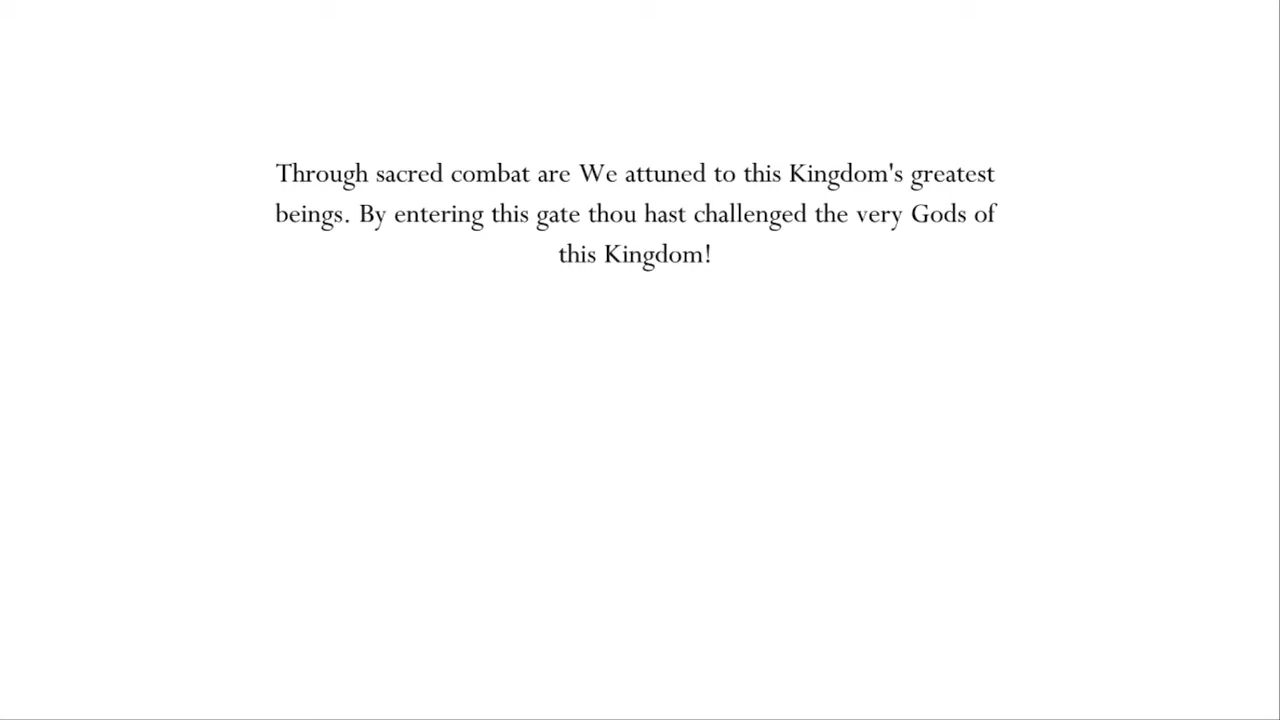 Through sacred combat are We attuned to this Kingdom's greatest
beings. By entering this gate thou hast challenged the very Gods of
this Kingdom!